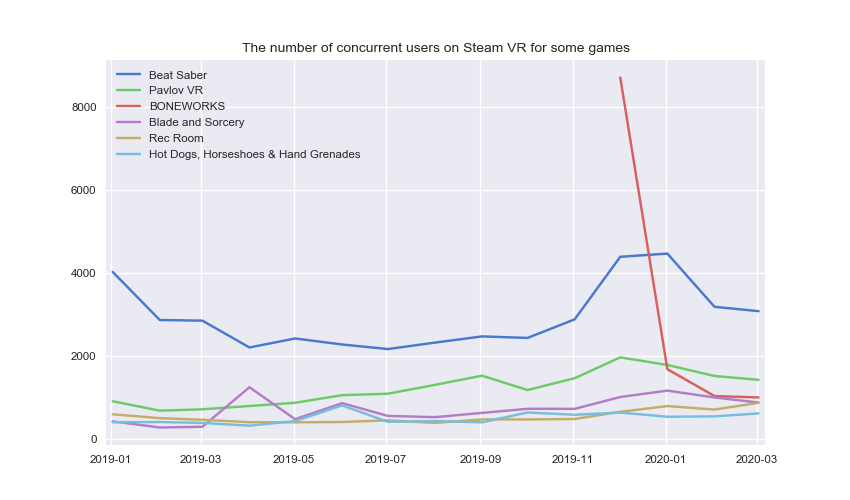 The number of concurrent users on Steam VR for some games
Beat Saber
Pavlov VR
BONEWORKS
Blade and Sorcery
Rec Room
Hot Dogs, Horseshoes & Hand Grenades
8000
6000
4000
2000
0
2019-01 2019-03 2019-05 2019-07 2019-09 2019-11 2020-01 2020-03